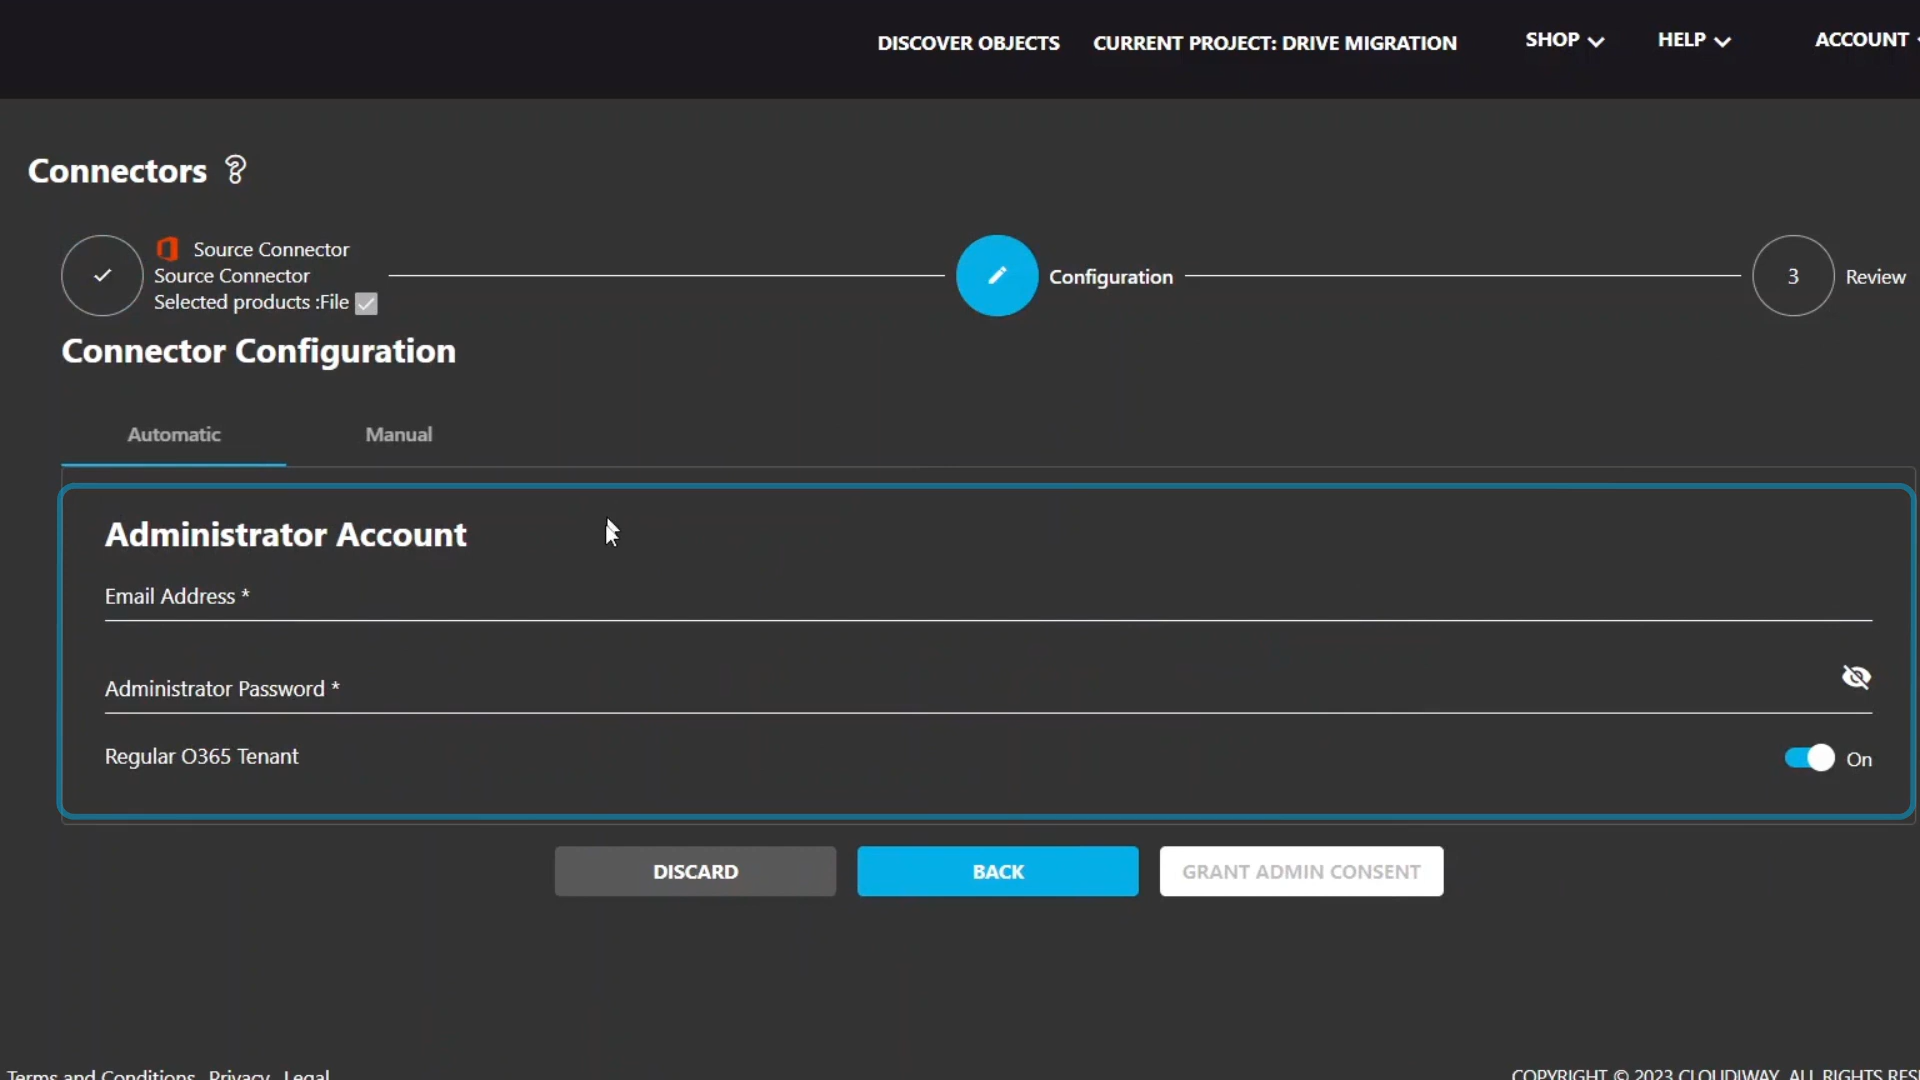 DISCOVER OBJECTS CURRENT PROJECT: DRIVE MIGRATION SHOP HELP ACCOUNT
Connectors
Source Connector
Source Connector
Selected products :File
Configuration
3
Review
Connector Configuration
Automatic Manual
Administrator Account
Email Address *
Administrator Password *
Regular O365 Tenant
On
DISCARD BACK GRANT ADMIN CONSENT
Terms and Conditions Privacy Legal
COPYRIGHT © 2023 CLOUDIWAY. ALL RIGHTS